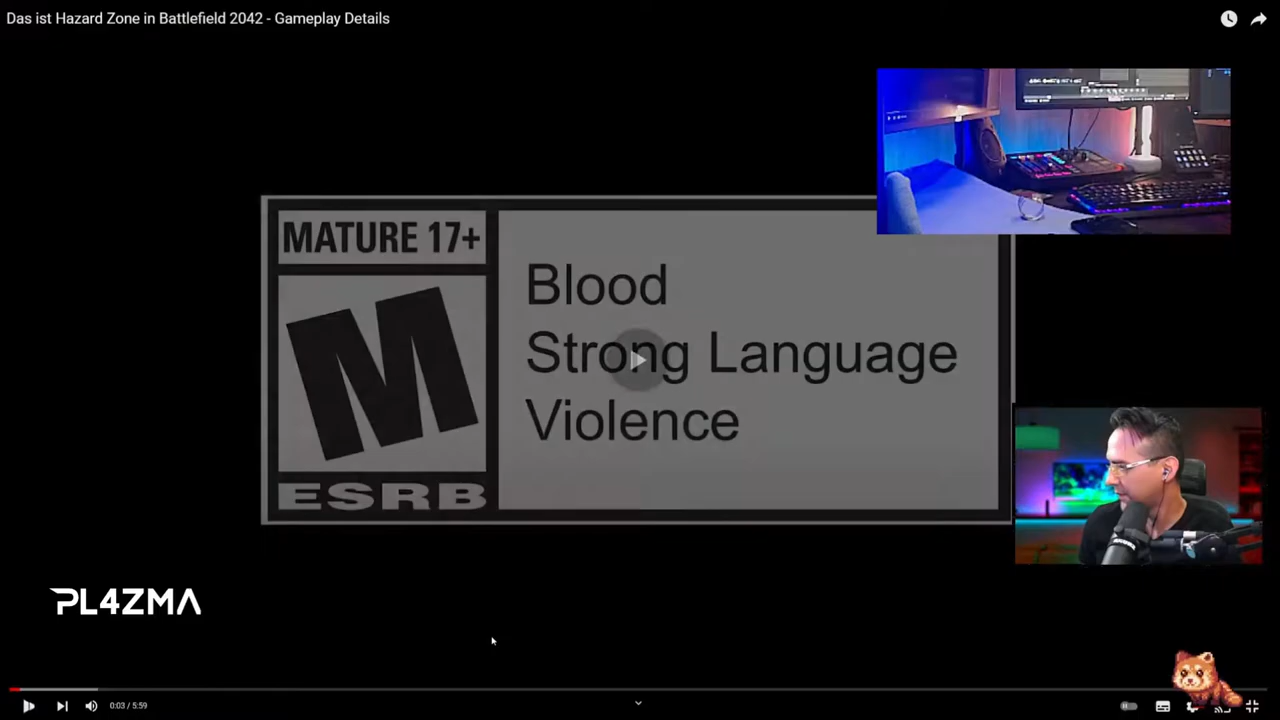 Das ist Hazard Zone in Battlefield 2042 - Gameplay Details
MATURE 17+
M
ESRB
Blood
Strong Language
Violence
PL4ZMA
0:03 / 5:59